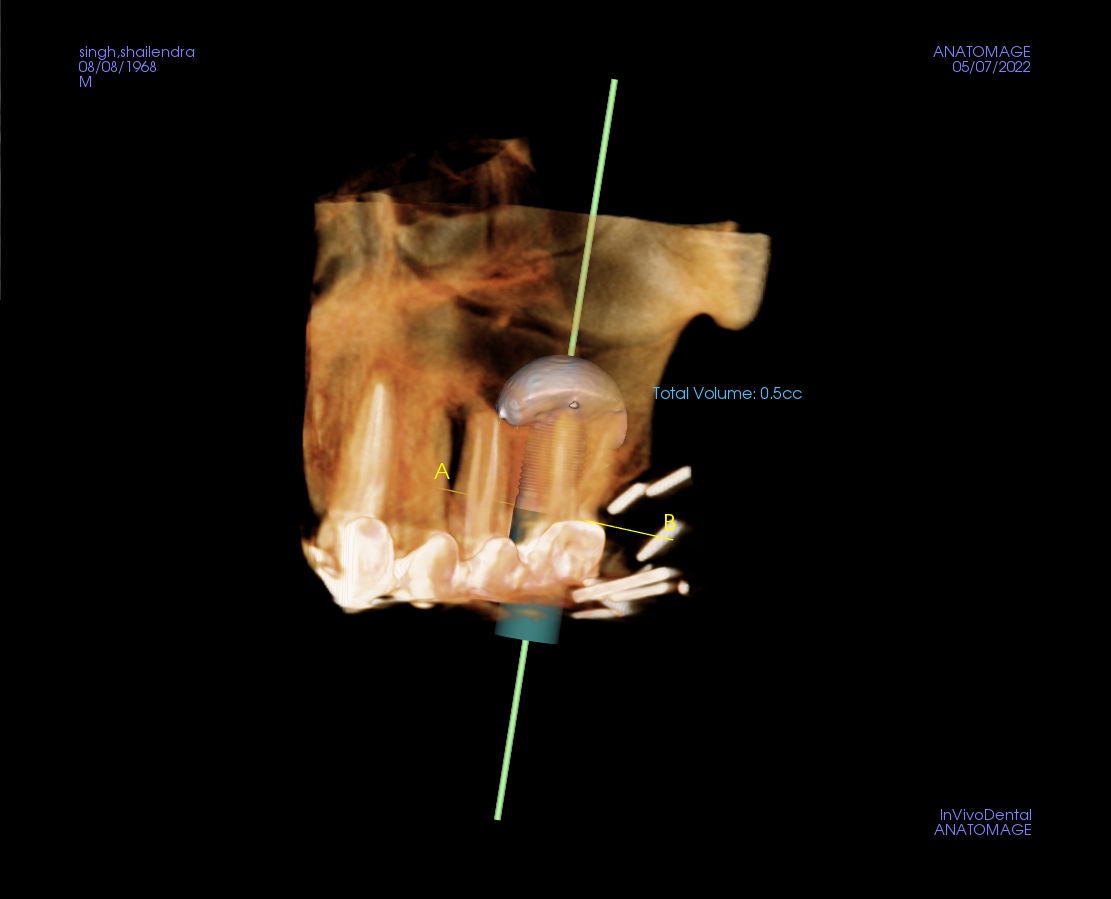 singh,shailendra
08/08/1968
M
ANATOMAGE
05/07/2022
Total Volume: 0.5cc
A
B
InVivoDental
ANATOMAGE